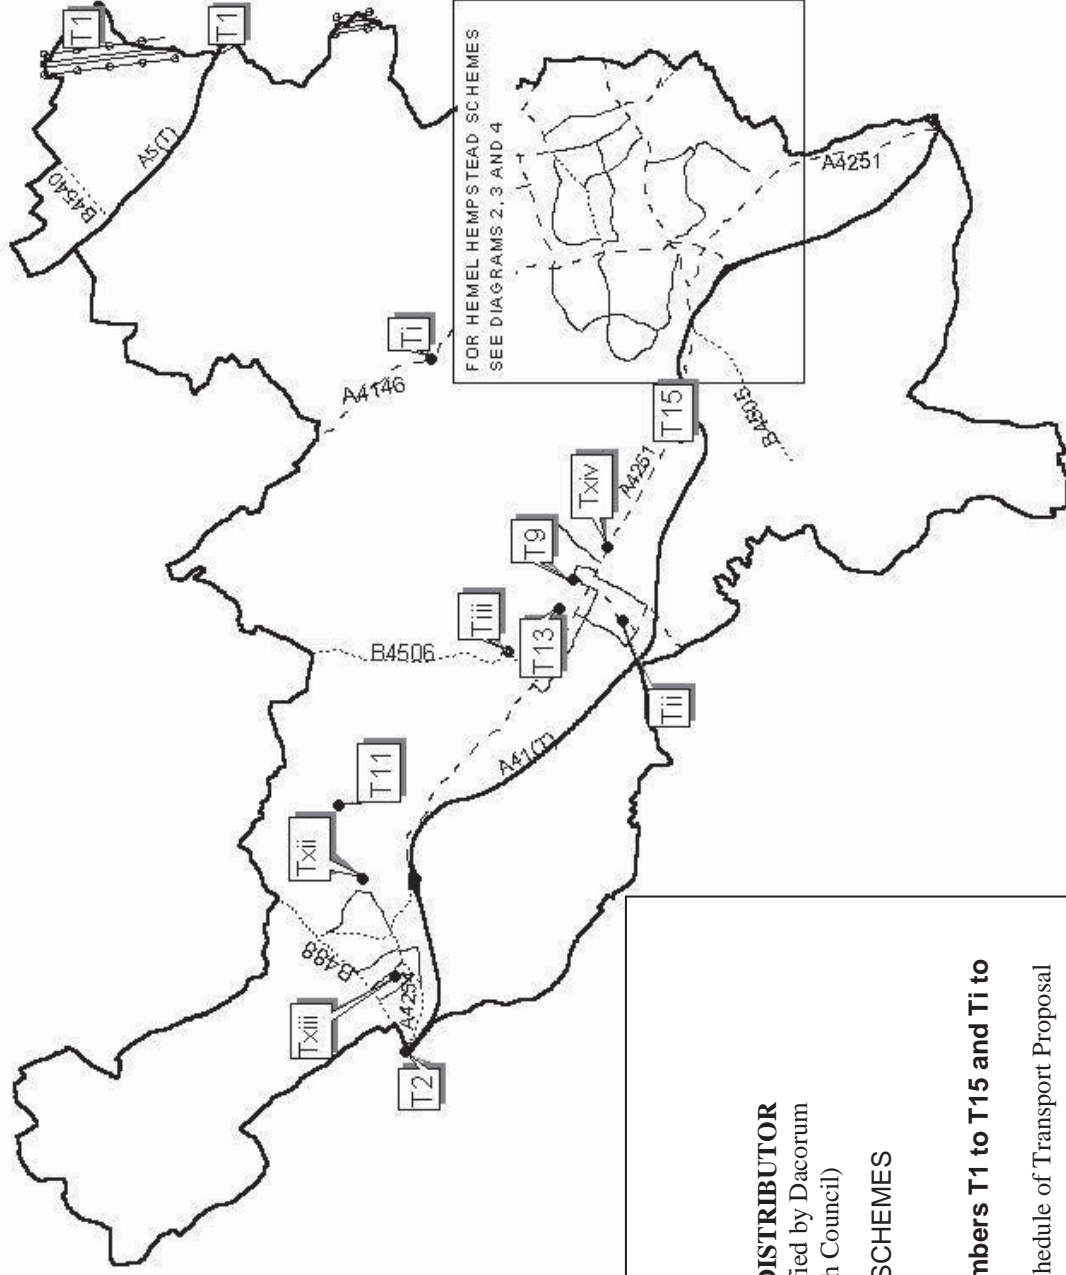 T1
T1
B4540
A5(T)
FOR HEMEL HEMPSTEAD SCHEMES
SEE DIAGRAMS 2, 3 AND 4
A4251
Ti
A4146
T15
B4505
A4251
Txiv
T9
Tiii
T13
B4506
Tii
A41(T)
T11
Txii
B488
Txiii
A4251
T2
DISTRIBUTOR
fied by Dacorum
h Council)
SCHEMES
mbers T1 to T15 and Ti to
hedule of Transport Proposal